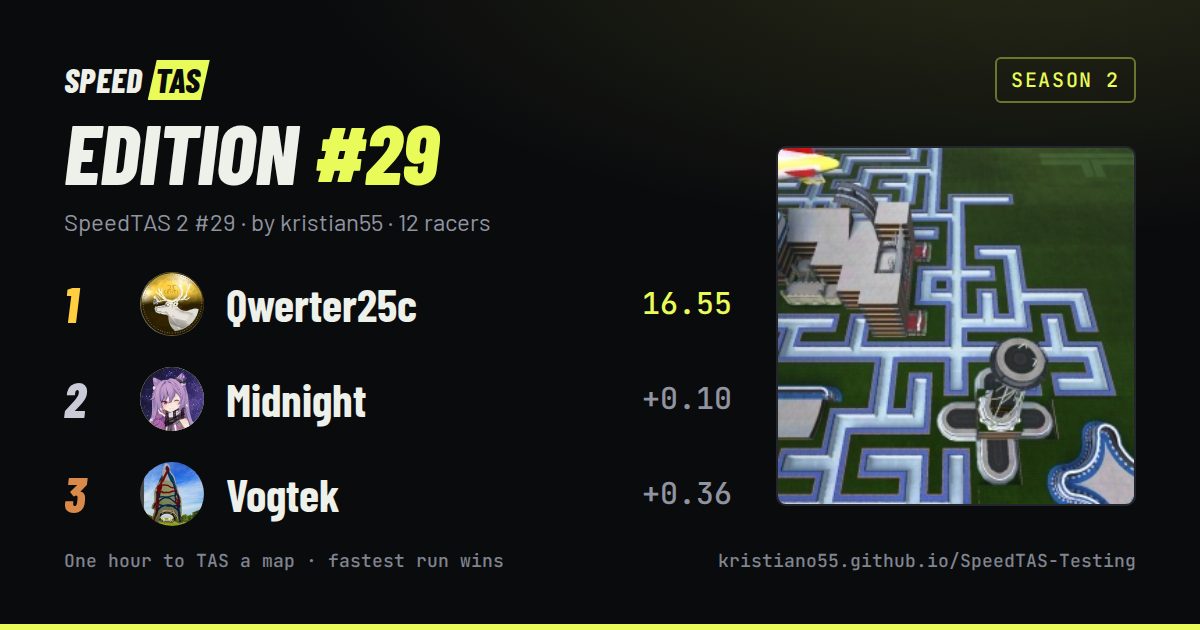 SPEED TAS
SEASON 2
EDITION #29
SpeedTAS 2 #29 · by kristian55 · 12 racers
1 Qwerter25c 16.55
2 Midnight +0.10
3 Vogtek +0.36
One hour to TAS a map · fastest run wins
kristiano55.github.io/SpeedTAS-Testing